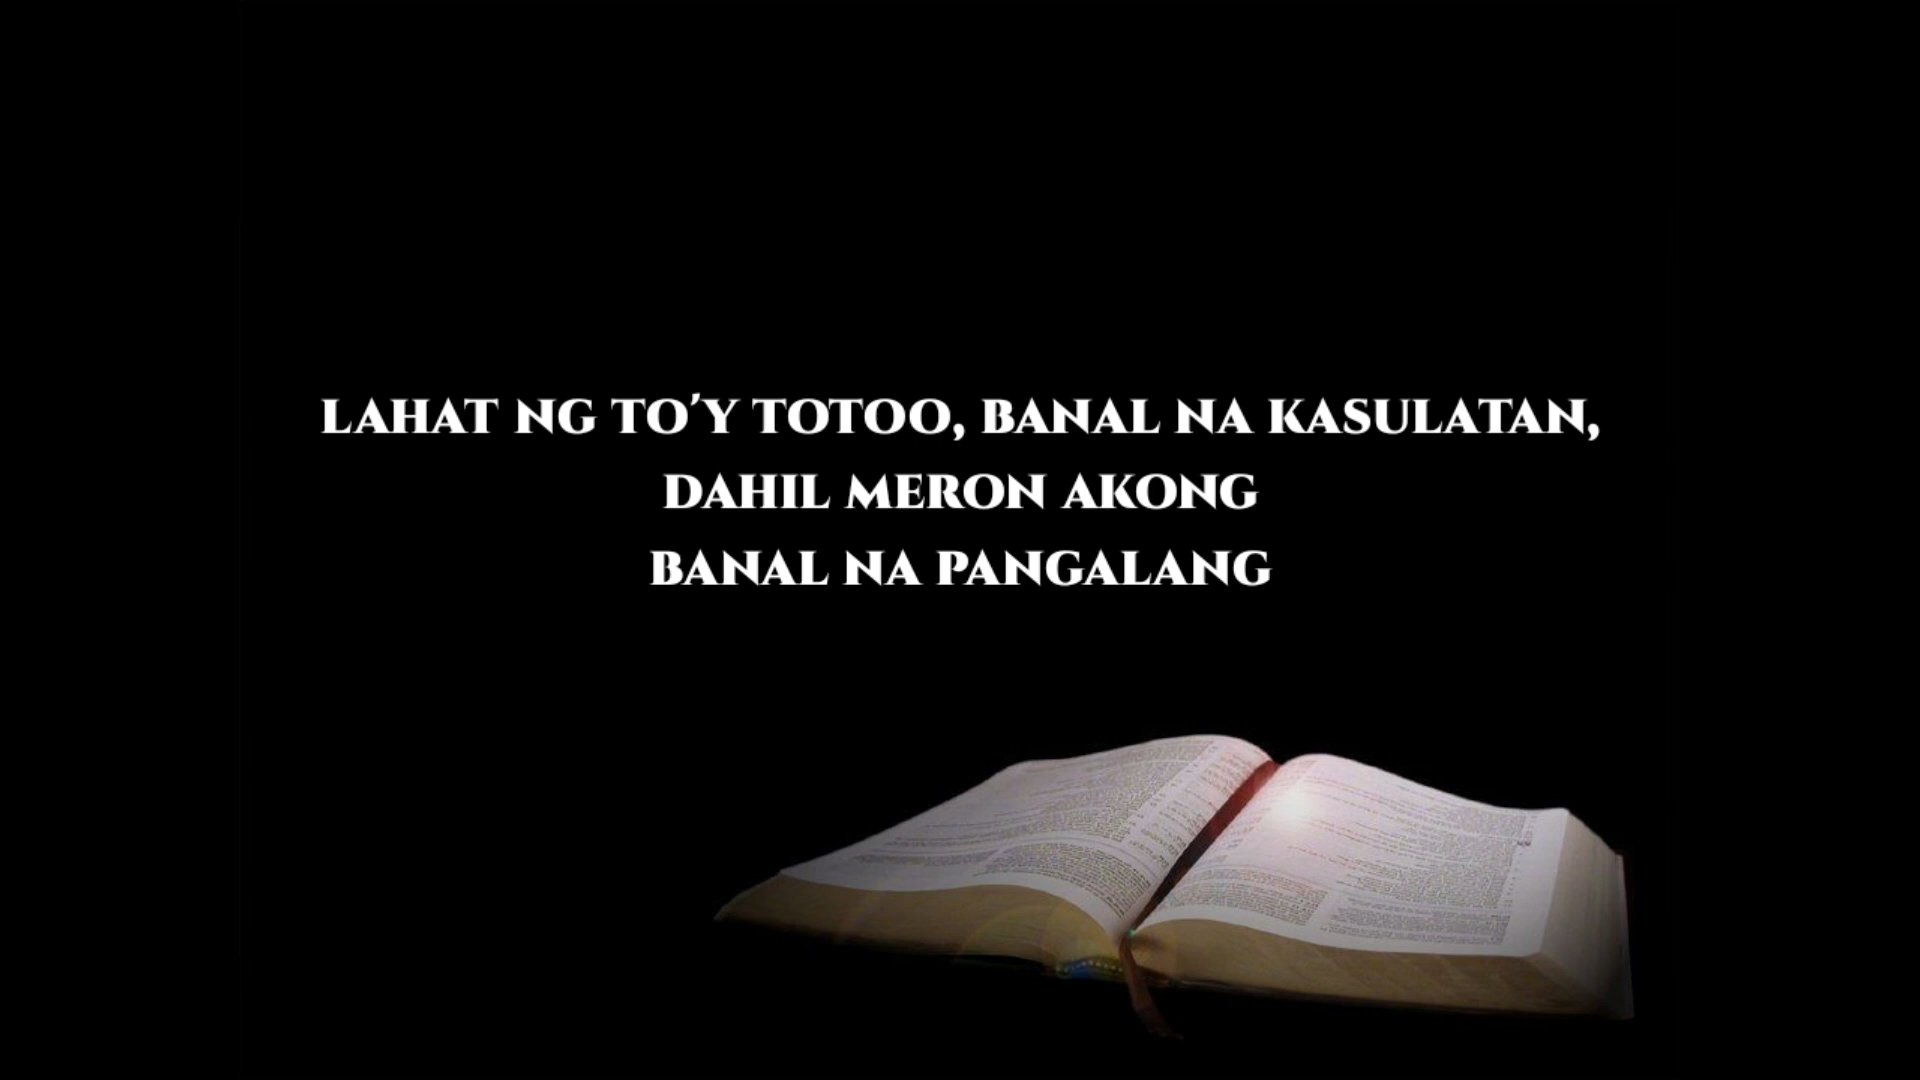 LAHAT NG TO'Y TOTOO, BANAL NA KASULATAN,
DAHIL MERON AKONG
BANAL NA PANGALANG